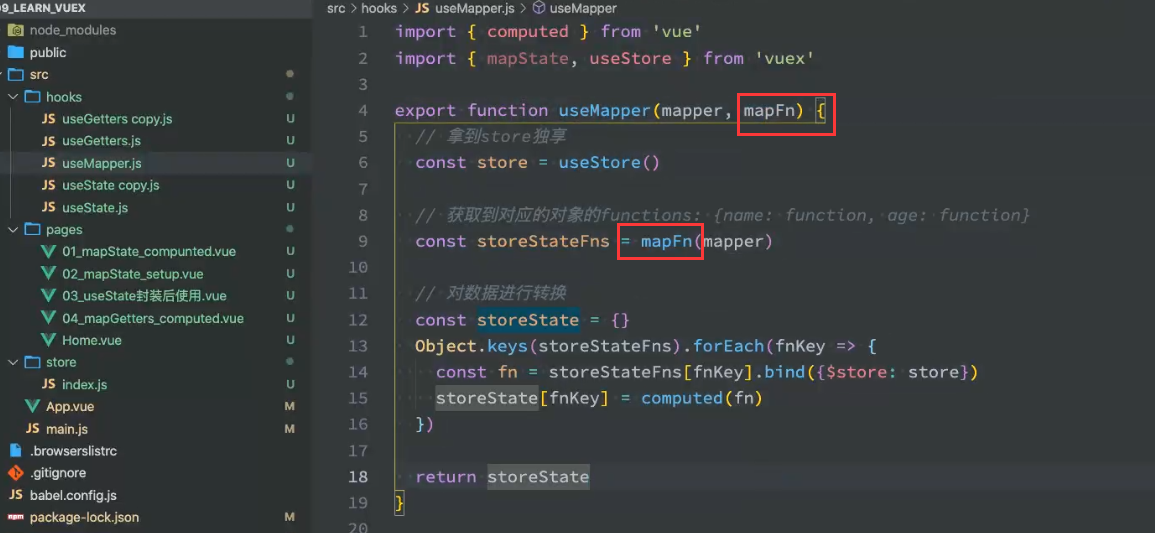 09_LEARN_VUEX
node_modules
public
src
hooks
JS useGetters copy.js U
JS useGetters.js U
JS useMapper.js U
JS useState copy.js U
JS useState.js U
pages
01_mapState_compunted.vue U
02_mapState_setup.vue U
03_useState封装后使用.vue U
04_mapGetters_computed.vue U
Home.vue U
store
JS index.js U
App.vue M
JS main.js M
.browserslistrc
.gitignore
JS babel.config.js
npm package-lock.json M
src > hooks > JS useMapper.js > useMapper
1 import { computed } from 'vue'
2 import { mapState, useStore } from 'vuex'
3
4 export function useMapper(mapper, mapFn) {
5 // 拿到store独享
6 const store = useStore()
7
8 // 获取到对应的对象的functions: {name: function, age: function}
9 const storeStateFns = mapFn(mapper)
10
11 // 对数据进行转换
12 const storeState = {}
13 Object.keys(storeStateFns).forEach(fnKey => {
14 const fn = storeStateFns[fnKey].bind({$store: store})
15 storeState[fnKey] = computed(fn)
16 })
17
18 return storeState
19 }
20